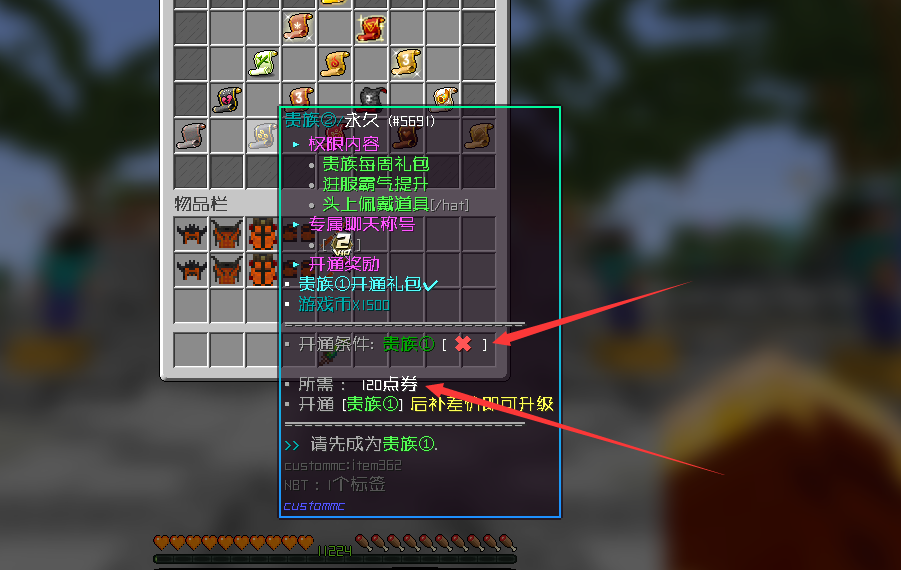 3
3
贵族②/永久 (#5691)
▸ 权限内容
• 贵族每周礼包
• 进服霸气提升
• 头上佩戴道具[/hat]
物品栏
▸ 专属聊天称号
• [2 VIP]
▸ 开通奖励
▪ 贵族①开通礼包✔
▪ 游戏币X1500
▪ 开通条件: 贵族① [ ✖ ]
▪ 所需 : 120点券
▪ 开通 [贵族①] 后补差价即可升级
>> 请先成为贵族①.
custommc:item362
NBT : 1个标签
custommc
11224